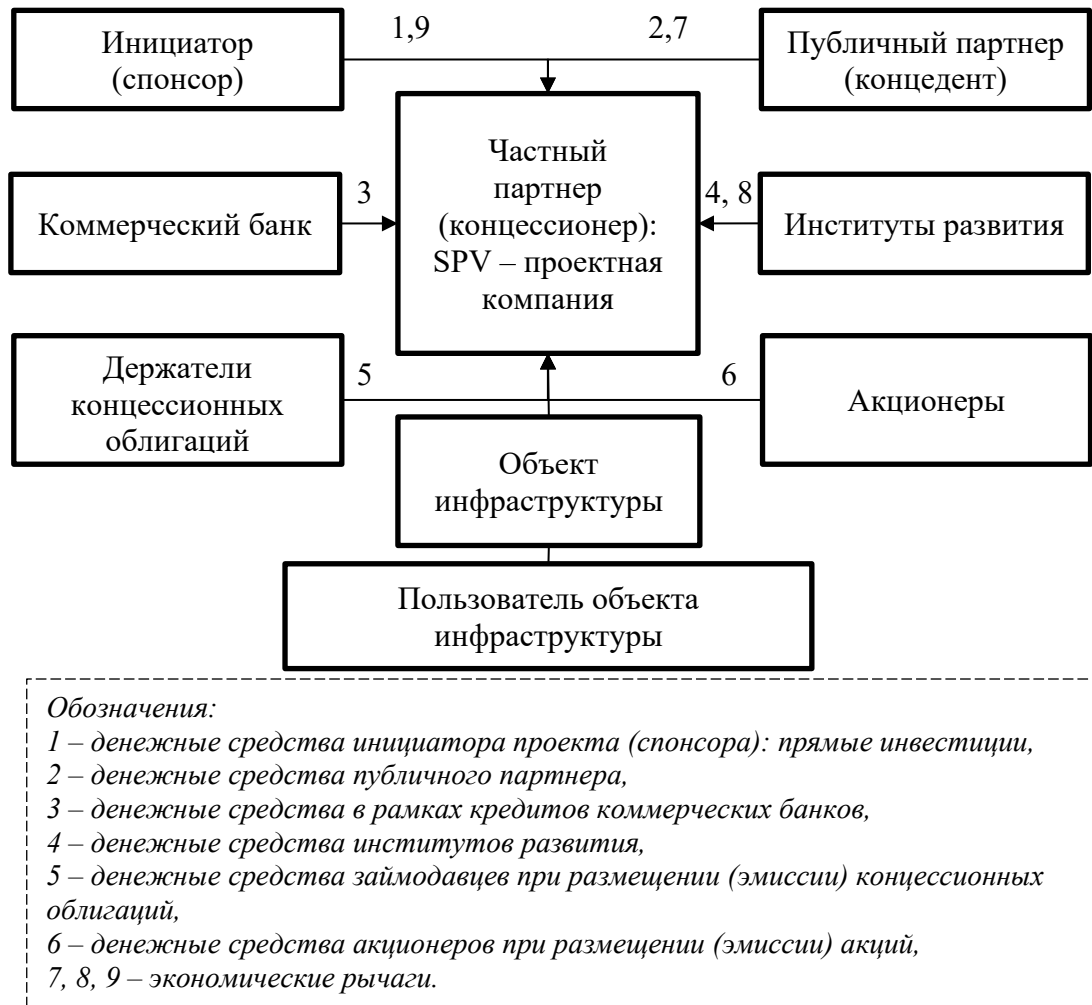 Инициатор
(спонсор)
1,9
2,7
Публичный партнер
(концедент)
Частный
партнер
(концессионер):
SPV – проектная
компания
Коммерческий банк
3
4, 8
Институты развития
Держатели
концессионных
облигаций
5
6
Акционеры
Объект
инфраструктуры
Пользователь объекта
инфраструктуры
Обозначения:
1 – денежные средства инициатора проекта (спонсора): прямые инвестиции,
2 – денежные средства публичного партнера,
3 – денежные средства в рамках кредитов коммерческих банков,
4 – денежные средства институтов развития,
5 – денежные средства займодавцев при размещении (эмиссии) концессионных
облигаций,
6 – денежные средства акционеров при размещении (эмиссии) акций,
7, 8, 9 – экономические рычаги.